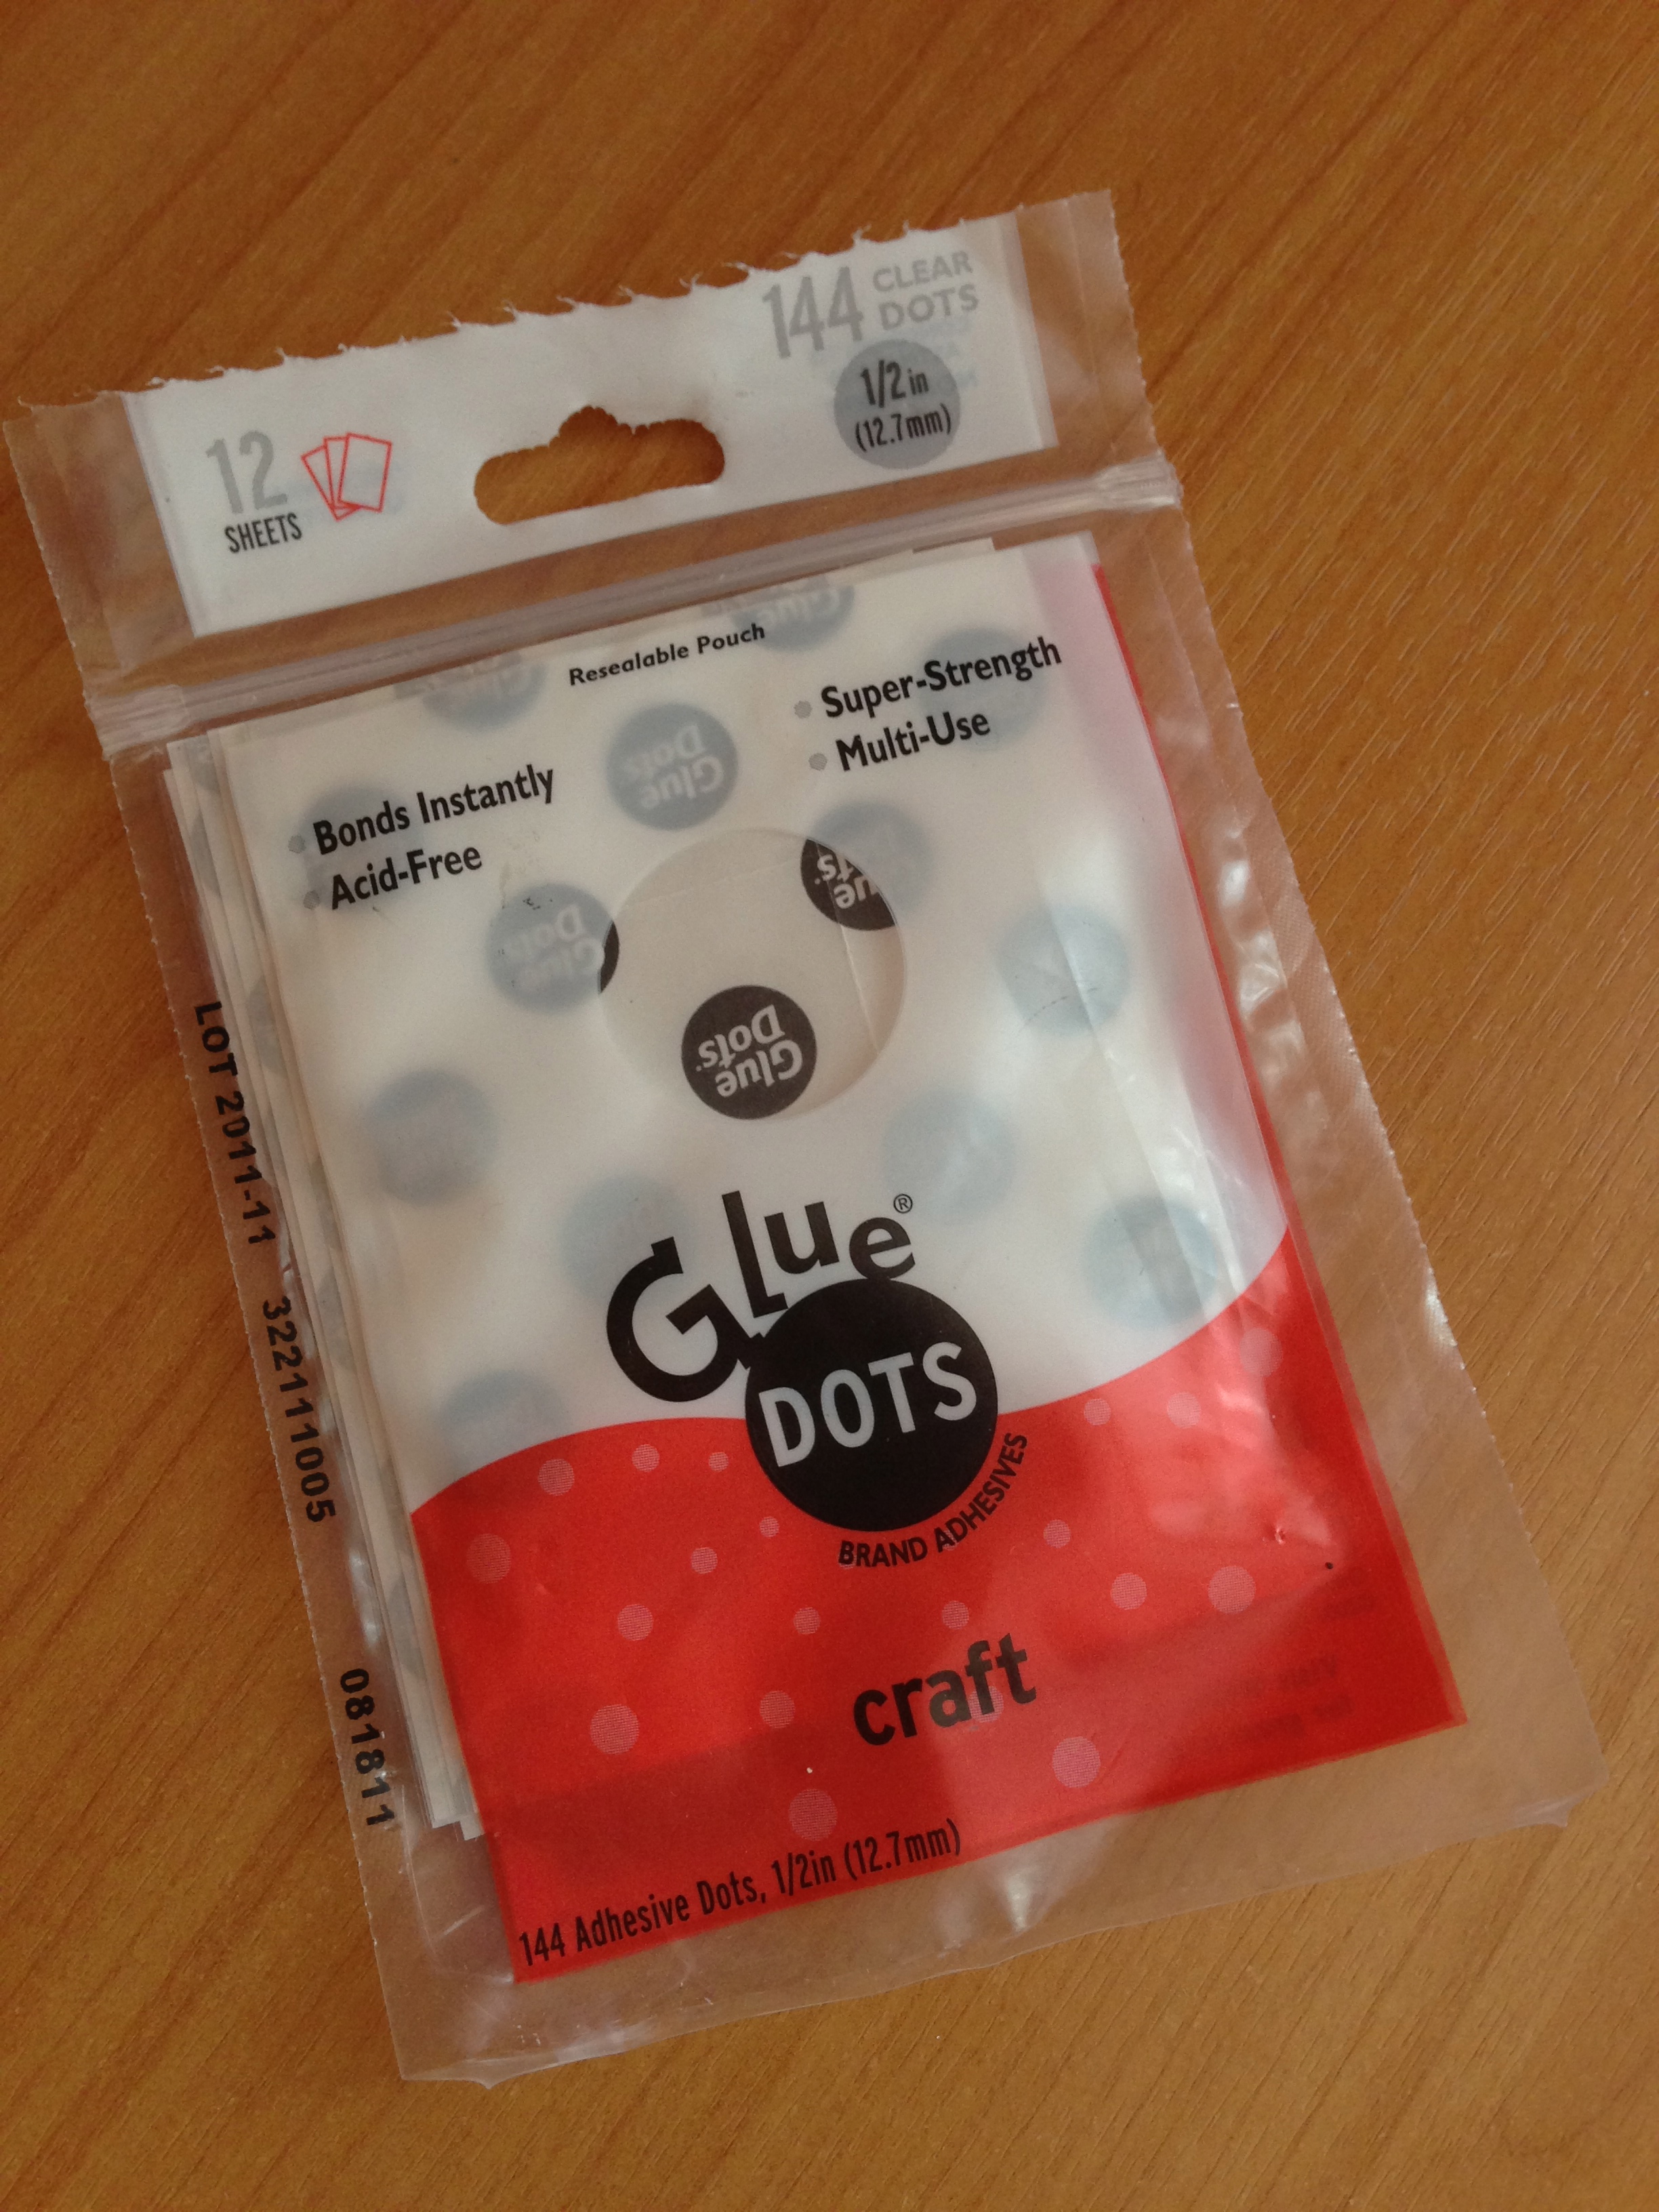 144 CLEAR
DOTS
1/2in
(12.7mm)
12
SHEETS
Resealable Pouch
Super-Strength
Multi-Use
Bonds Instantly
Acid-Free
Glue
Dots
Glue
Dots
Glue
Dots
Glue®
DOTS
BRAND ADHESIVES
craft
144 Adhesive Dots, 1/2in (12.7mm)
LOT 2011-11 322111005 081811